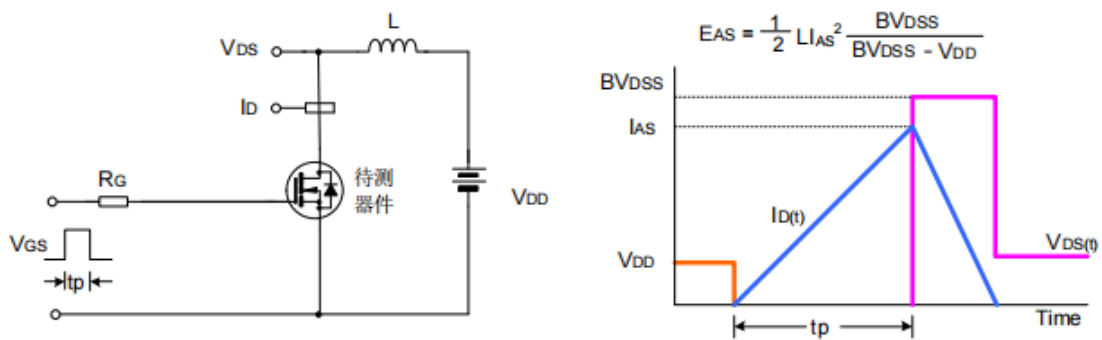 VDS
L
ID
RG
待测
器件
VDD
VGS
tp
EAS = 1/2 LIAS² BVDSS / BVDSS - VDD
BVDSS
IAS
ID(t)
VDD
VDS(t)
tp
Time